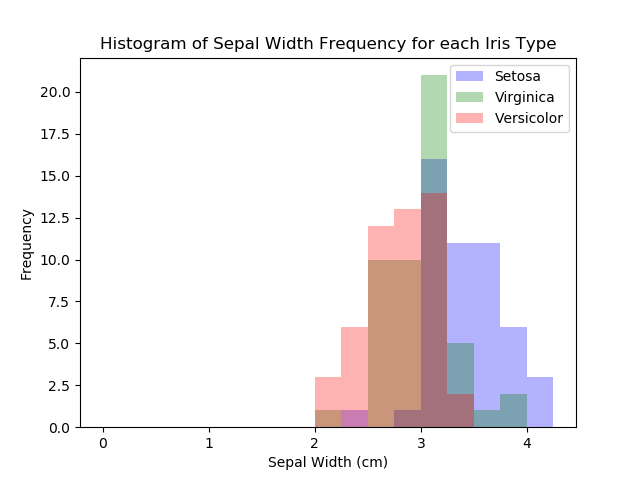 Histogram of Sepal Width Frequency for each Iris Type
Setosa
Virginica
Versicolor
20.0
17.5
15.0
12.5
10.0
7.5
5.0
2.5
0.0
Frequency
0 1 2 3 4
Sepal Width (cm)